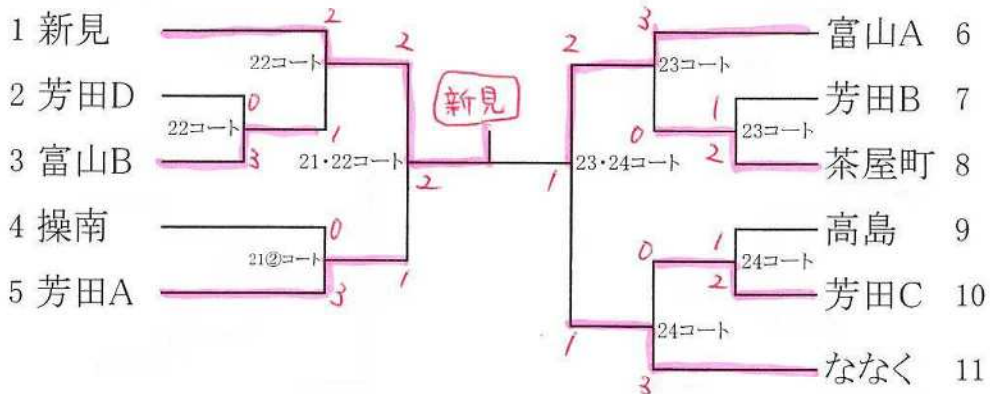 1 新見 2 2 2 3 富山A 6
22コート 23コート
2 芳田D 0 新見 1 芳田B 7
22コート 1 0 23コート
3 富山B 3 21・22コート 2 1 23・24コート 2 茶屋町 8
4 操南 0 0 1 高島 9
21②コート 24コート
5 芳田A 3 1 2 芳田C 10
1 24コート
3 ななく 11